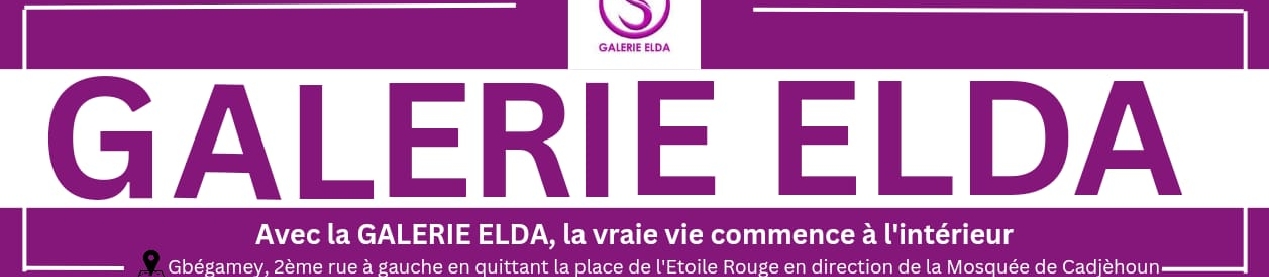 GALERIE ELDA
GALERIE ELDA
Avec la GALERIE ELDA, la vraie vie commence à l'intérieur
Gbégamey, 2ème rue à gauche en quittant la place de l'Etoile Rouge en direction de la Mosquée de Cadjèhoun